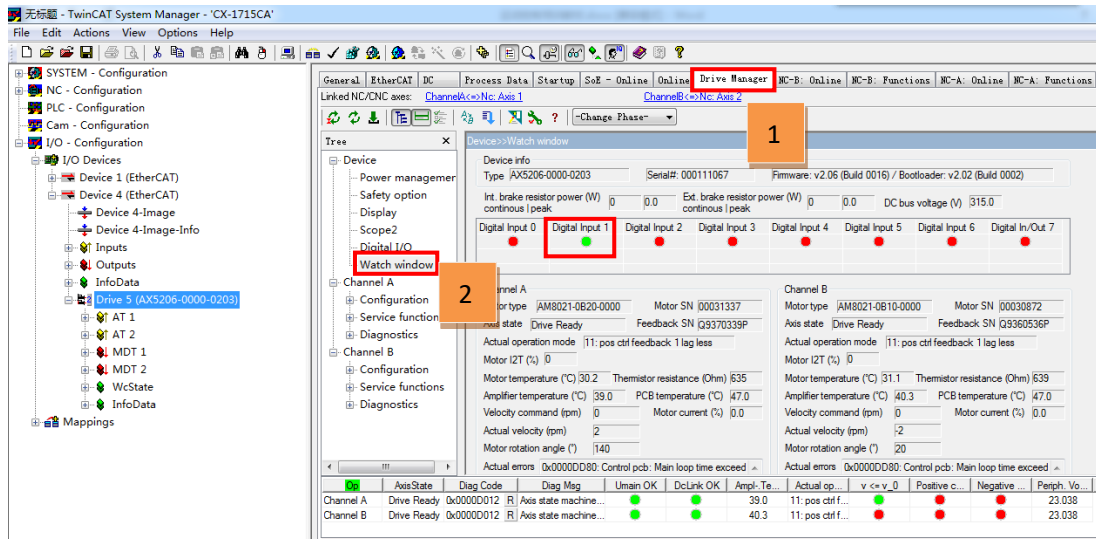 无标题 - TwinCAT System Manager - 'CX-1715CA'
File Edit Actions View Options Help
SYSTEM - Configuration
NC - Configuration
PLC - Configuration
Cam - Configuration
I/O - Configuration
I/O Devices
Device 1 (EtherCAT)
Device 4 (EtherCAT)
Device 4-Image
Device 4-Image-Info
Inputs
Outputs
InfoData
Drive 5 (AX5206-0000-0203)
AT 1
AT 2
MDT 1
MDT 2
WcState
InfoData
Mappings
General EtherCAT DC Process Data Startup SoE - Online Online Drive Manager NC-B: Online NC-B: Functions NC-A: Online NC-A: Functions
Linked NC/CNC axes: ChannelA<=>Nc: Axis 1 ChannelB<=>Nc: Axis 2
-Change Phase-
1
Tree
Device
Power managemer
Safety option
Display
Scope2
Digital I/O
Watch window
Channel A
Configuration
Service function
Diagnostics
Channel B
Configuration
Service functions
Diagnostics
2
Device>>Watch window
Device info
Type AX5206-0000-0203 Serial#: 000111067 Firmware: v2.06 (Build 0016) / Bootloader: v2.02 (Build 0002)
Int. brake resistor power (W) 0 0.0 Ext. brake resistor power (W) 0 0.0 DC bus voltage (V) 315.0
continous | peak continous | peak
Digital Input 0 Digital Input 1 Digital Input 2 Digital Input 3 Digital Input 4 Digital Input 5 Digital Input 6 Digital In/Out 7
annel A
Motor type AM8021-0B20-0000 Motor SN 00031337
Axis state Drive Ready Feedback SN Q9370339P
Actual operation mode 11: pos ctrl feedback 1 lag less
Motor I2T (%) 0
Motor temperature (°C) 30.2 Thermistor resistance (Ohm) 635
Amplifier temperature (°C) 39.0 PCB temperature (°C) 47.0
Velocity command (rpm) 0 Motor current (%) 0.0
Actual velocity (rpm) 2
Motor rotation angle (°) 140
Actual errors 0x0000DD80: Control pcb: Main loop time exceed
Channel B
Motor type AM8021-0B10-0000 Motor SN 00030872
Axis state Drive Ready Feedback SN Q9360536P
Actual operation mode 11: pos ctrl feedback 1 lag less
Motor I2T (%) 0
Motor temperature (°C) 31.1 Thermistor resistance (Ohm) 639
Amplifier temperature (°C) 40.3 PCB temperature (°C) 47.0
Velocity command (rpm) 0 Motor current (%) 0.0
Actual velocity (rpm) -2
Motor rotation angle (°) 20
Actual errors 0x0000DD80: Control pcb: Main loop time exceed
Op AxisState Diag Code Diag Msg Umain OK DcLink OK Ampl-.Te... Actual op... v <= v_0 Positive c... Negative ... Periph. Vo...
Channel A Drive Ready 0x0000D012 R Axis state machine... 39.0 11: pos ctrl f... 23.038
Channel B Drive Ready 0x0000D012 R Axis state machine... 40.3 11: pos ctrl f... 23.038